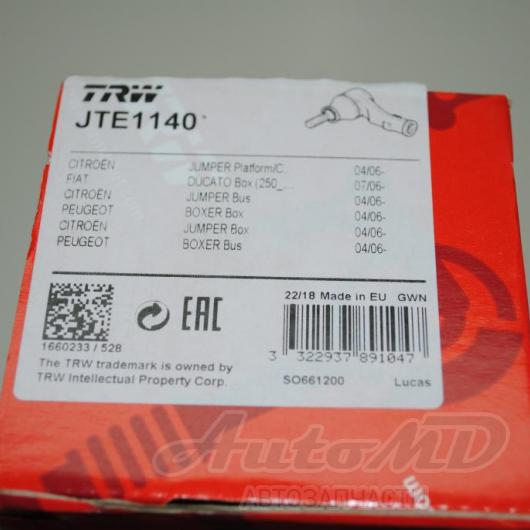 TRW
JTE1140
CITROËN JUMPER Platform/C... 04/06-
FIAT DUCATO Box (250_... 07/06-
CITROËN JUMPER Bus 04/06-
PEUGEOT BOXER Box 04/06-
CITROËN JUMPER Box 04/06-
PEUGEOT BOXER Bus 04/06-
22/18 Made in EU GWN
EAC
3 322937 891047
1660233 / 528
The TRW trademark is owned by
TRW Intellectual Property Corp.
SO661200 Lucas
AutoMD
АВТОЗАПЧАСТИ